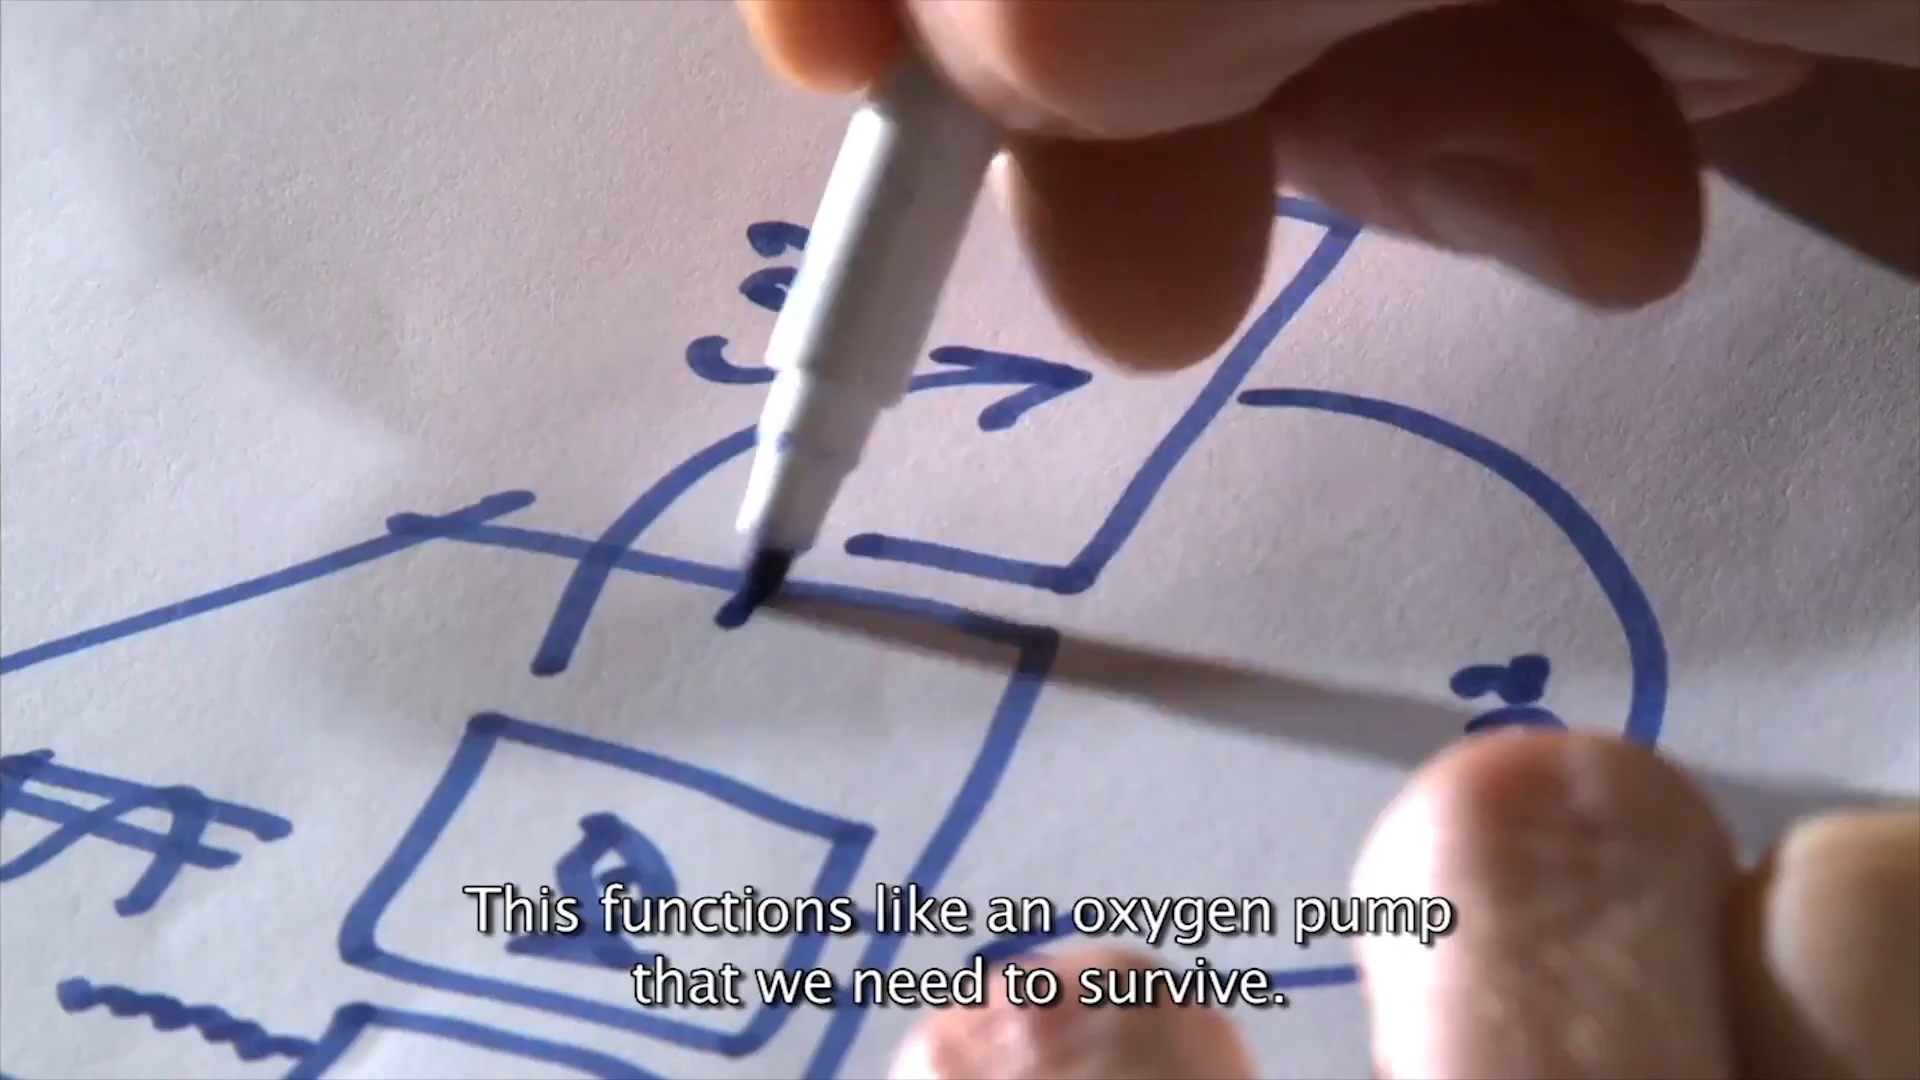 This functions like an oxygen pump
that we need to survive.